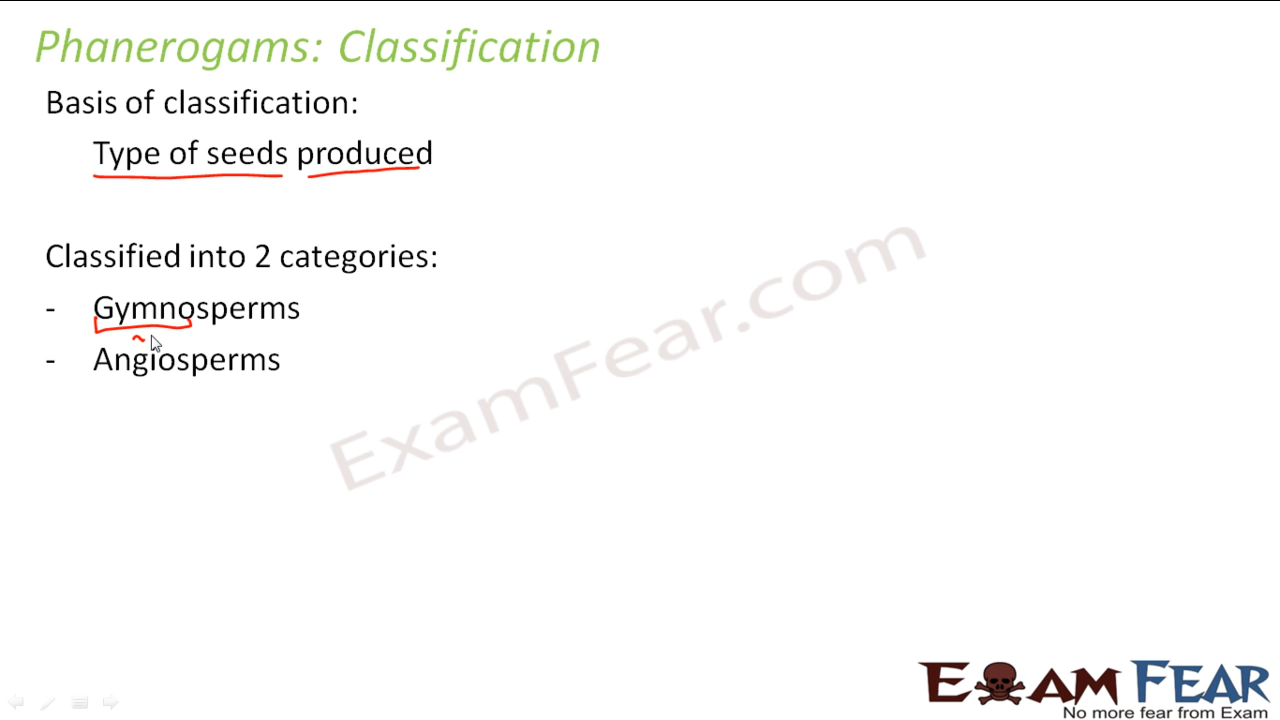 Phanerogams: Classification
Basis of classification:
Type of seeds produced
Classified into 2 categories:
- Gymnosperms
- Angiosperms
ExamFear.com
EXAM FEAR
No more fear from Exam